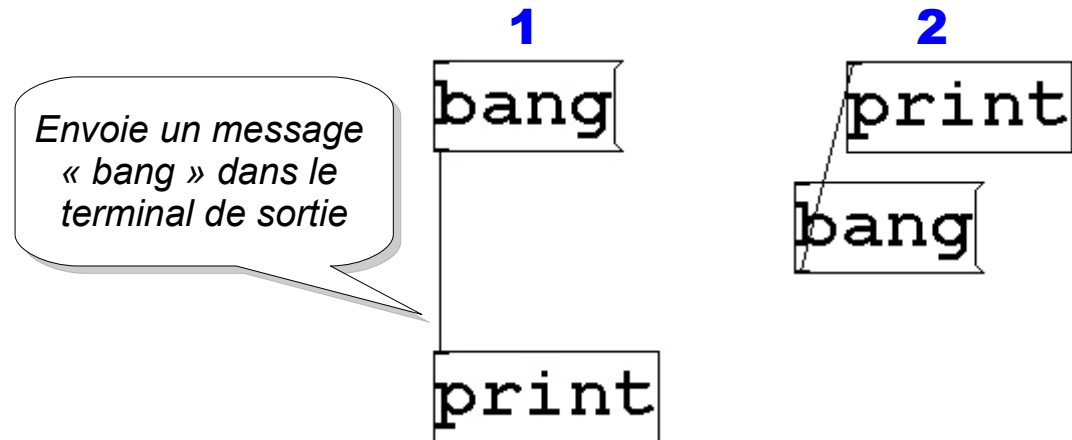 1
2
bang
print
Envoie un message
« bang » dans le
terminal de sortie
bang
print